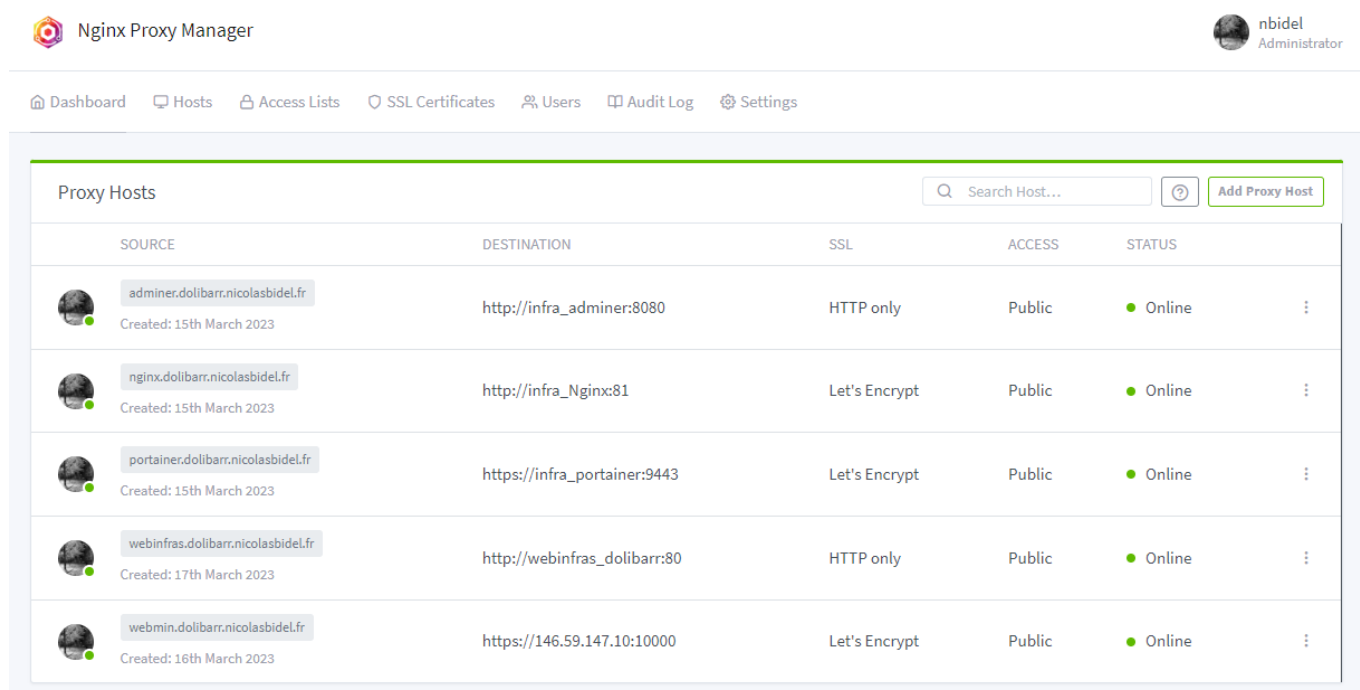 Nginx Proxy Manager
nbidel
Administrator
Dashboard Hosts Access Lists SSL Certificates Users Audit Log Settings
Proxy Hosts Search Host... Add Proxy Host
SOURCE DESTINATION SSL ACCESS STATUS
adminer.dolibarr.nicolasbidel.fr
Created: 15th March 2023
http://infra_adminer:8080 HTTP only Public Online
nginx.dolibarr.nicolasbidel.fr
Created: 15th March 2023
http://infra_Nginx:81 Let's Encrypt Public Online
portainer.dolibarr.nicolasbidel.fr
Created: 15th March 2023
https://infra_portainer:9443 Let's Encrypt Public Online
webinfras.dolibarr.nicolasbidel.fr
Created: 17th March 2023
http://webinfras_dolibarr:80 HTTP only Public Online
webmin.dolibarr.nicolasbidel.fr
Created: 16th March 2023
https://146.59.147.10:10000 Let's Encrypt Public Online